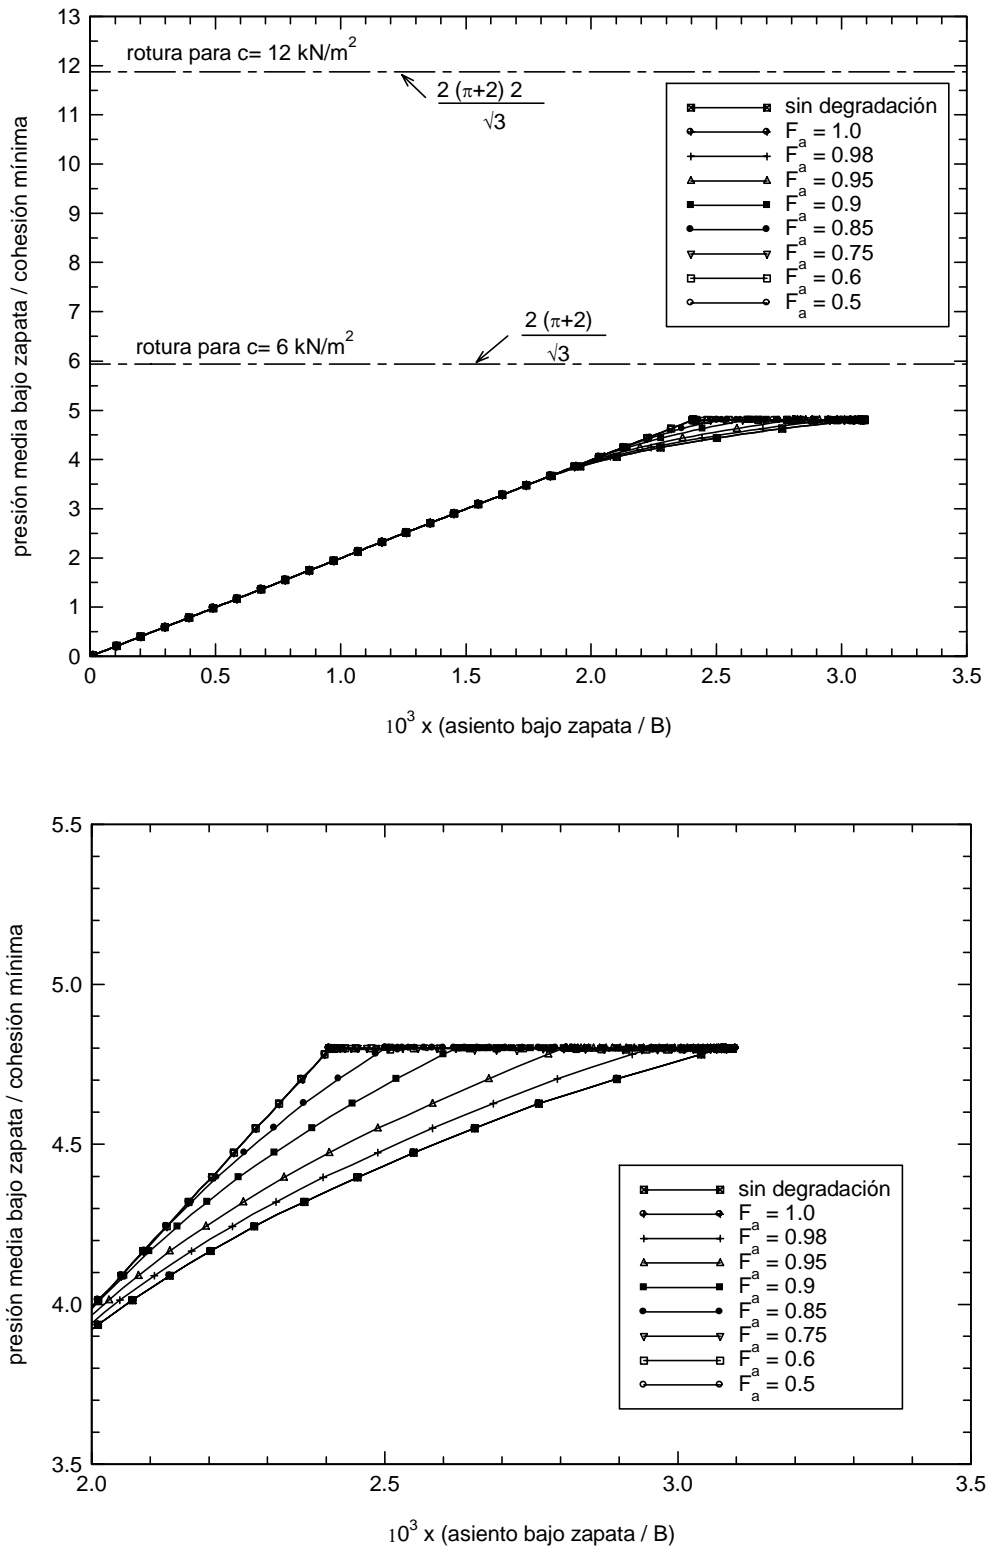 13
12
11
10
9
8
7
6
5
4
3
2
1
0
presión media bajo zapata / cohesión mínima
rotura para c= 12 kN/m²
2 (π+2) 2
√3
sin degradación
Fₐ = 1.0
Fₐ = 0.98
Fₐ = 0.95
Fₐ = 0.9
Fₐ = 0.85
Fₐ = 0.75
Fₐ = 0.6
Fₐ = 0.5
rotura para c= 6 kN/m²
2 (π+2)
√3
0 0.5 1.0 1.5 2.0 2.5 3.0 3.5
10³ x (asiento bajo zapata / B)
5.5
5.0
4.5
4.0
3.5
presión media bajo zapata / cohesión mínima
sin degradación
Fₐ = 1.0
Fₐ = 0.98
Fₐ = 0.95
Fₐ = 0.9
Fₐ = 0.85
Fₐ = 0.75
Fₐ = 0.6
Fₐ = 0.5
2.0 2.5 3.0 3.5
10³ x (asiento bajo zapata / B)